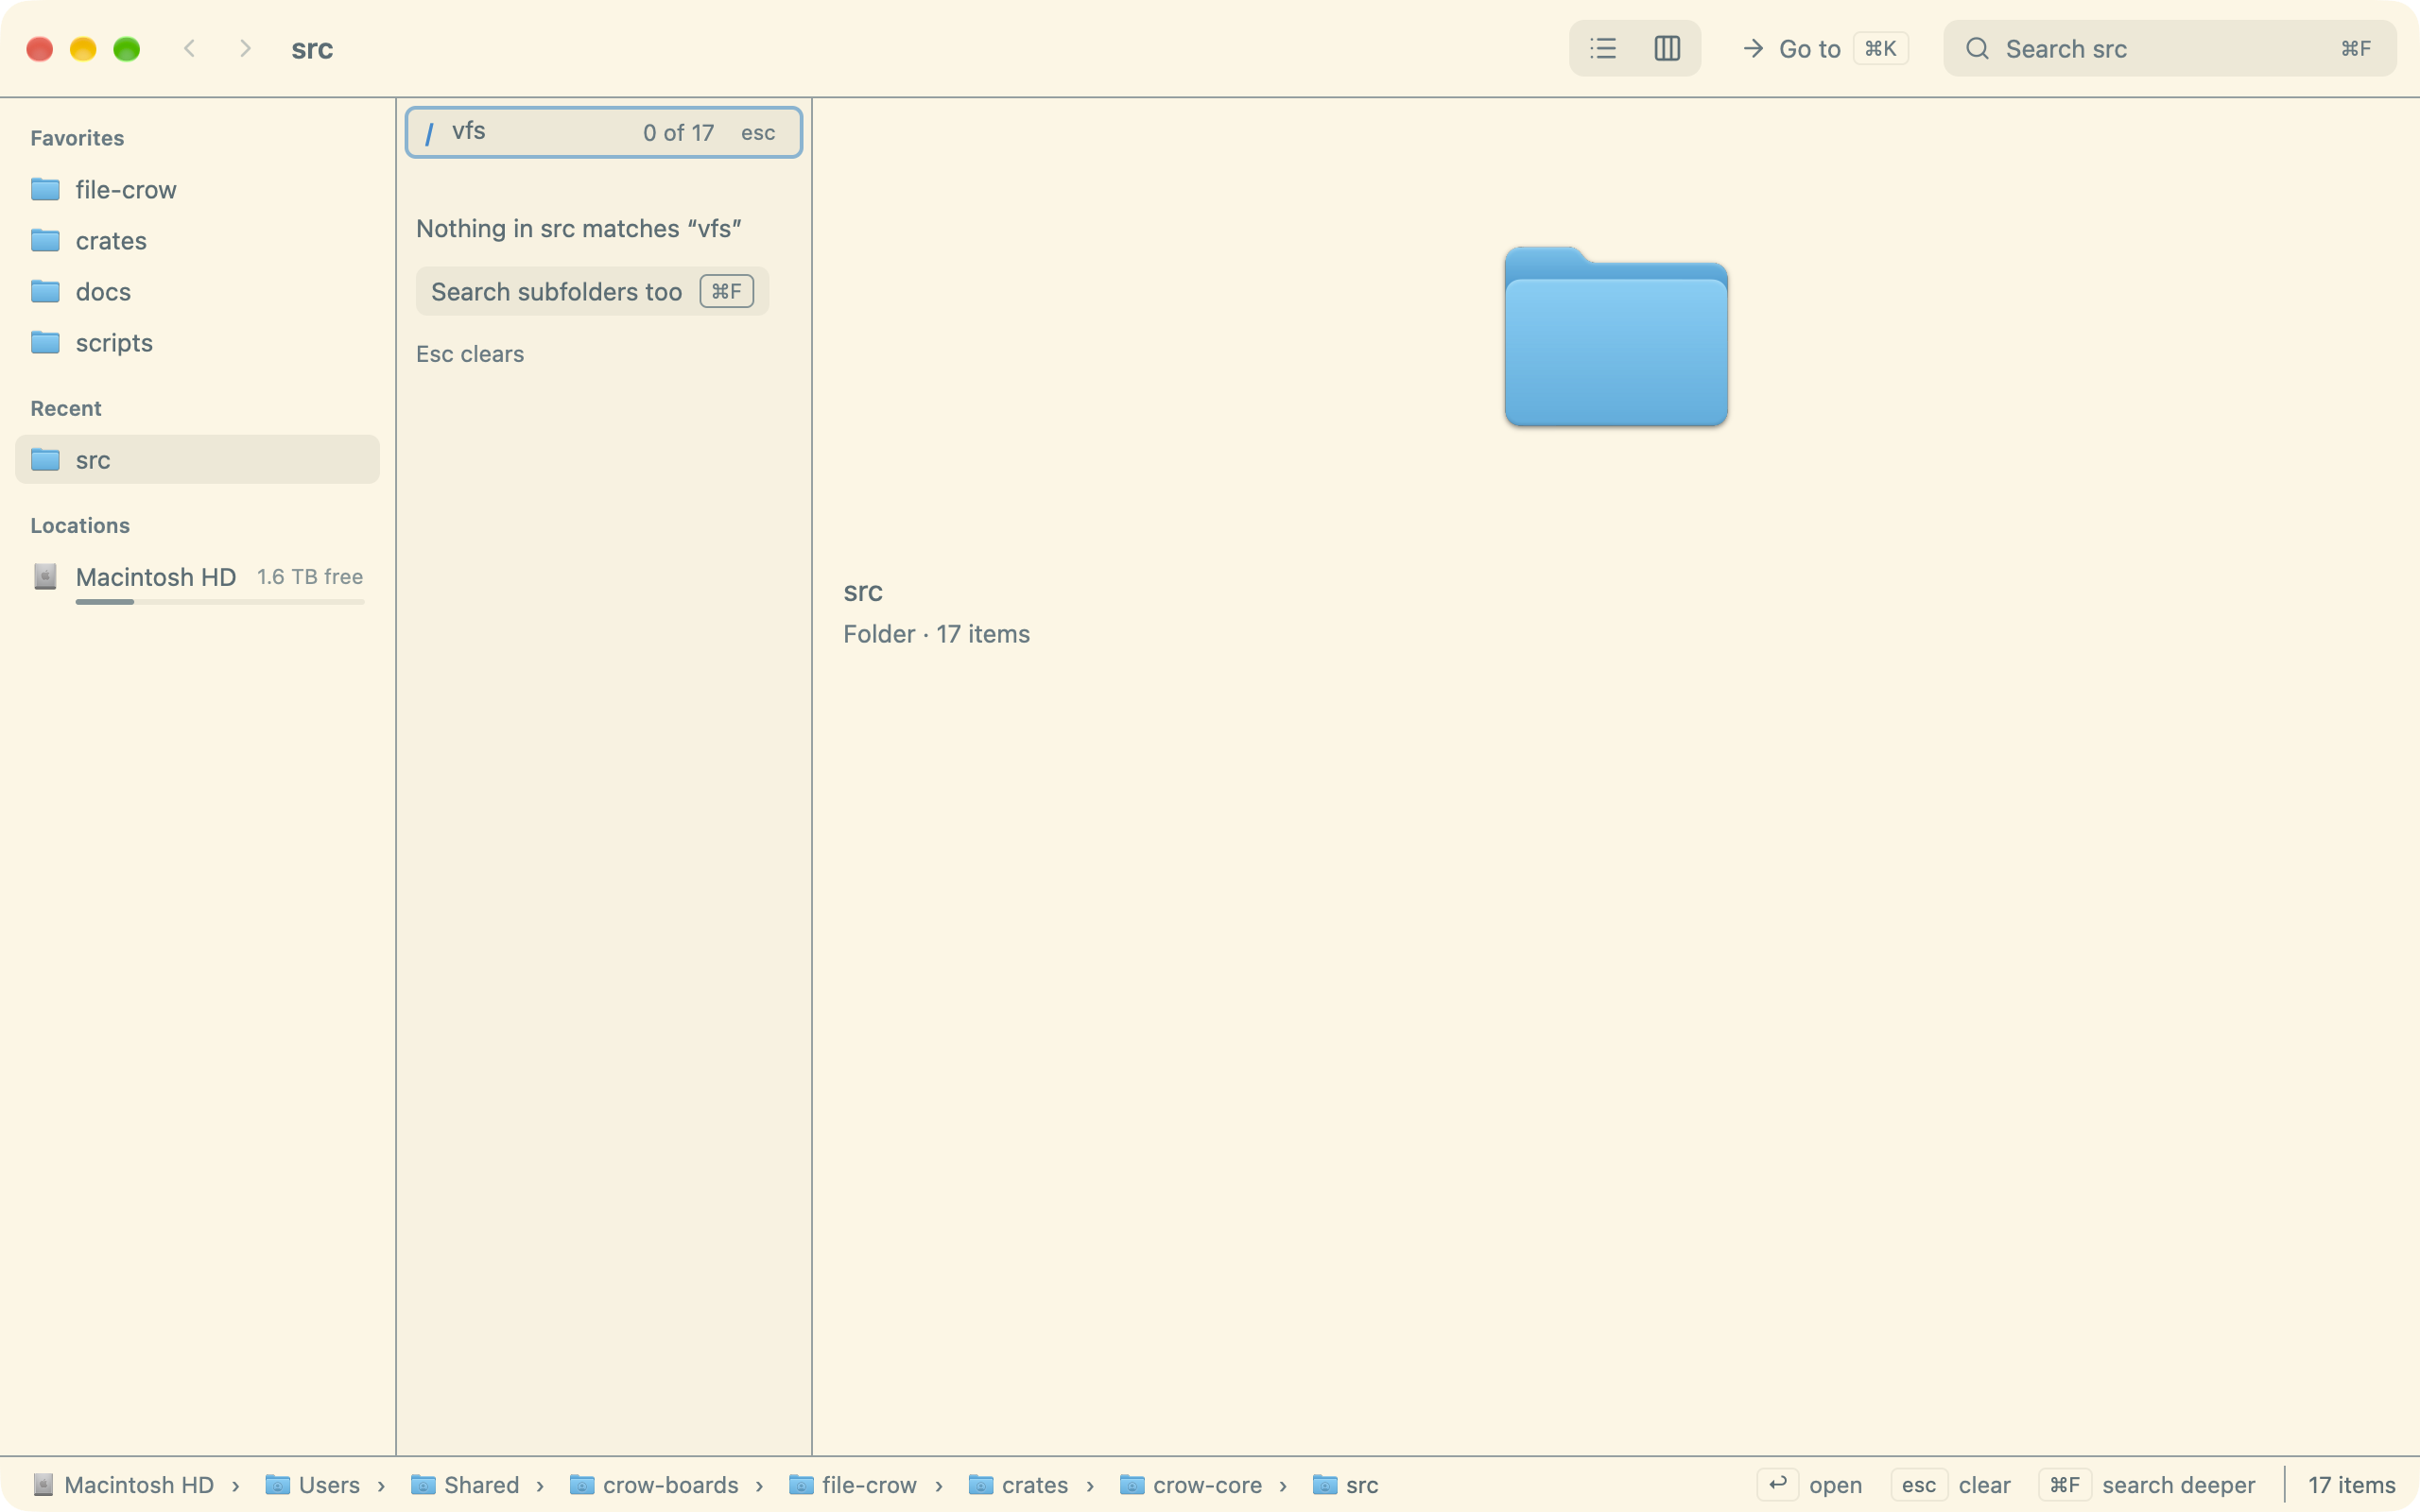 src
Go to ⌘K
Search src ⌘F
Favorites
file-crow
crates
docs
scripts
Recent
src
Locations
Macintosh HD 1.6 TB free
/ vfs 0 of 17 esc
Nothing in src matches “vfs”
Search subfolders too ⌘F
Esc clears
src
Folder · 17 items
Macintosh HD › Users › Shared › crow-boards › file-crow › crates › crow-core › src
↩ open esc clear ⌘F search deeper 17 items